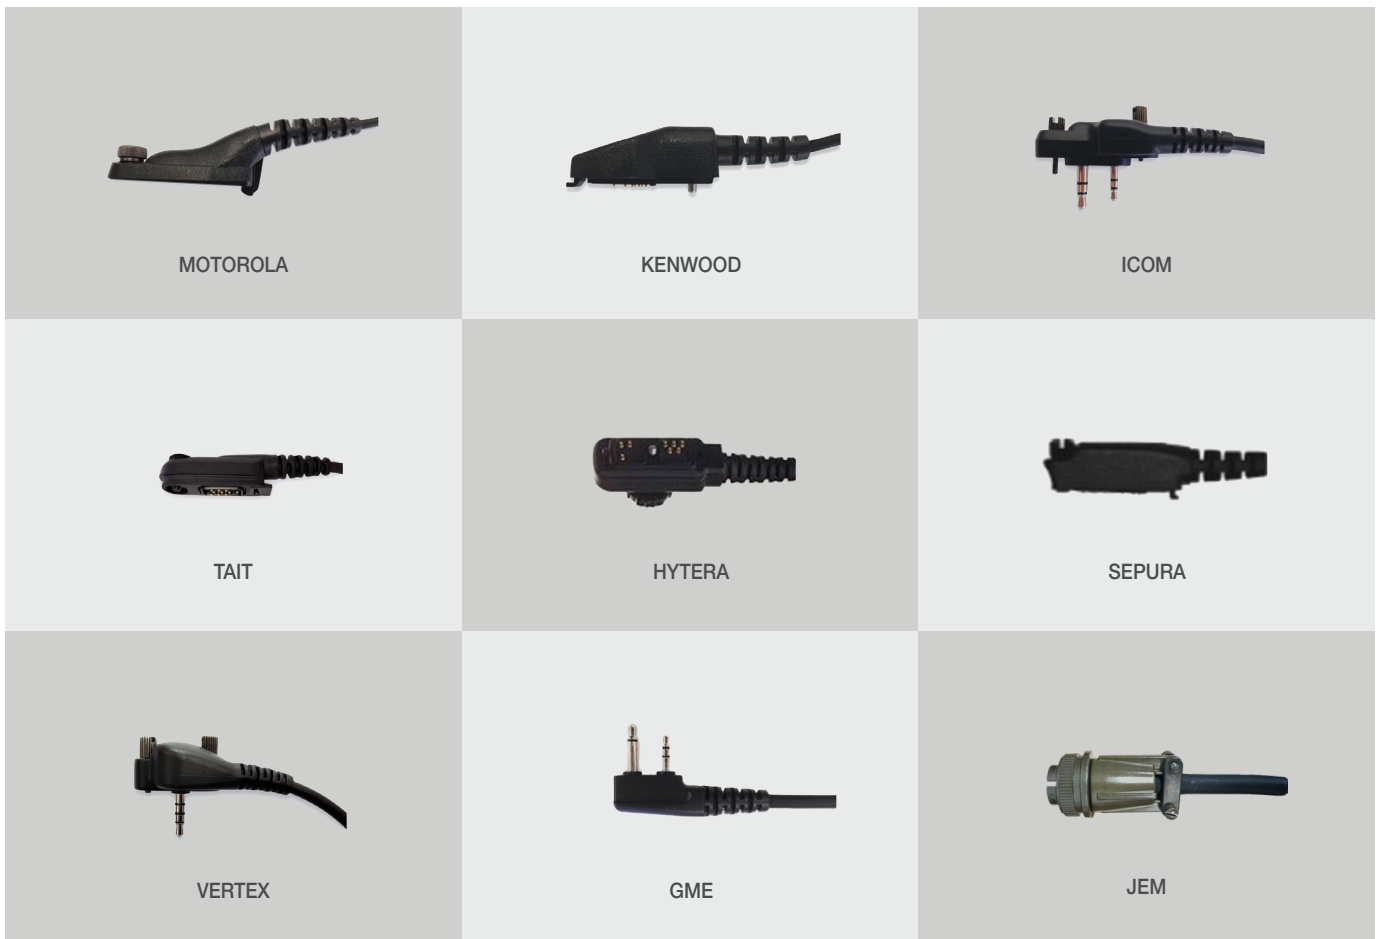 MOTOROLA
KENWOOD
ICOM
TAIT
HYTERA
SEPURA
VERTEX
GME
JEM